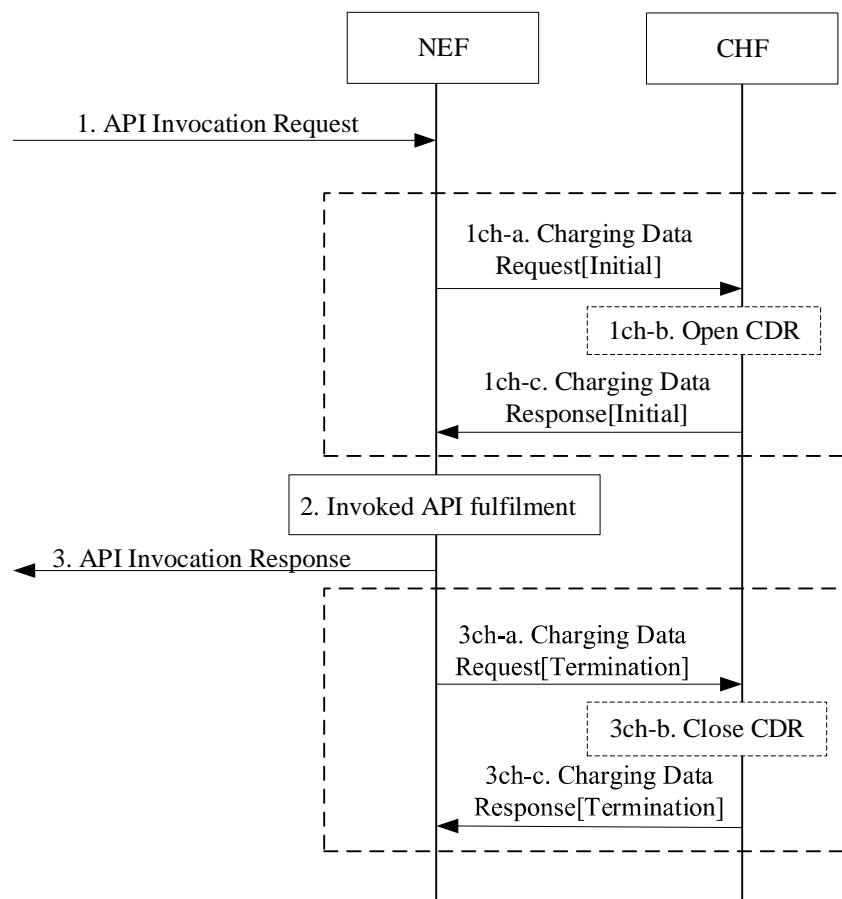 NEF
CHF
1. API Invocation Request
1ch-a. Charging Data
Request[Initial]
1ch-b. Open CDR
1ch-c. Charging Data
Response[Initial]
2. Invoked API fulfilment
3. API Invocation Response
3ch-a. Charging Data
Request[Termination]
3ch-b. Close CDR
3ch-c. Charging Data
Response[Termination]